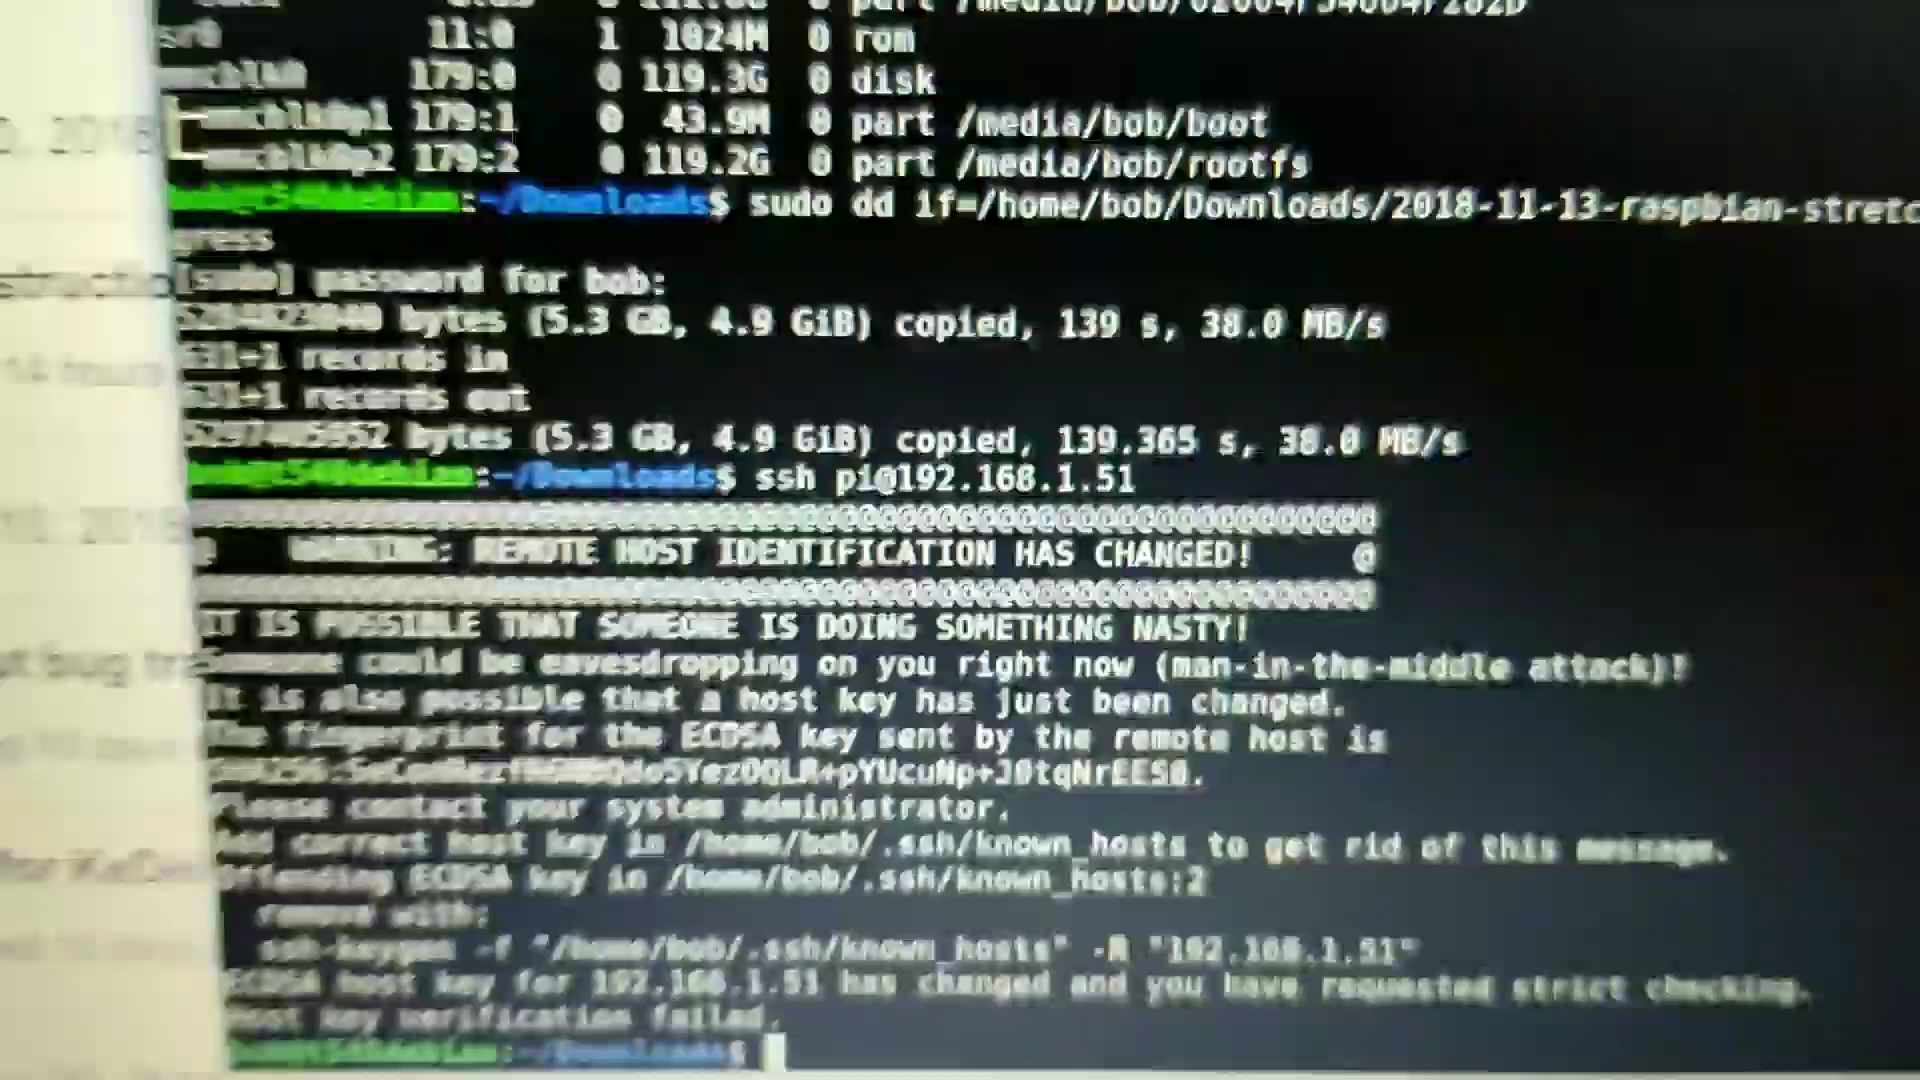 sr0 11:0 1 1024M 0 rom
mmcblk0 179:0 0 119.3G 0 disk
mmcblk0p1 179:1 0 43.9M 0 part /media/bob/boot
mmcblk0p2 179:2 0 119.2G 0 part /media/bob/rootfs
:~/Downloads$ sudo dd if=/home/bob/Downloads/2018-11-13-raspbian-stretc
gress
[sudo] password for bob:
bytes (5.3 GB, 4.9 GiB) copied, 139 s, 38.0 MB/s
631+1 records in
631+1 records out
bytes (5.3 GB, 4.9 GiB) copied, 139.365 s, 38.0 MB/s
:~/Downloads$ ssh pi@192.168.1.51
@@@@@@@@@@@@@@@@@@@@@@@@@@@@@@@@@@@@@@@@@@@@@@@@@@@@@@@@@@@
@ WARNING: REMOTE HOST IDENTIFICATION HAS CHANGED! @
@@@@@@@@@@@@@@@@@@@@@@@@@@@@@@@@@@@@@@@@@@@@@@@@@@@@@@@@@@@
IT IS POSSIBLE THAT SOMEONE IS DOING SOMETHING NASTY!
Someone could be eavesdropping on you right now (man-in-the-middle attack)!
It is also possible that a host key has just been changed.
The fingerprint for the ECDSA key sent by the remote host is
Please contact your system administrator.
Add correct host key in /home/bob/.ssh/known_hosts to get rid of this message.
Offending ECDSA key in /home/bob/.ssh/known_hosts:2
remove with:
ssh-keygen -f "/home/bob/.ssh/known_hosts" -R "192.168.1.51"
ECDSA host key for 192.168.1.51 has changed and you have requested strict checking.
Host key verification failed.
:~/Downloads$